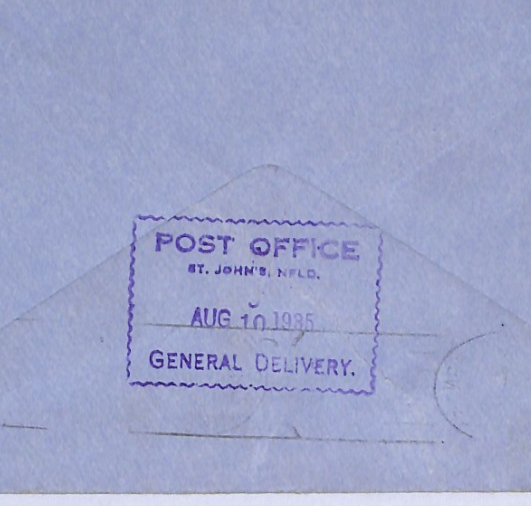 POST OFFICE
ST. JOHN'S, NFLD.
AUG 10 1935
GENERAL DELIVERY.